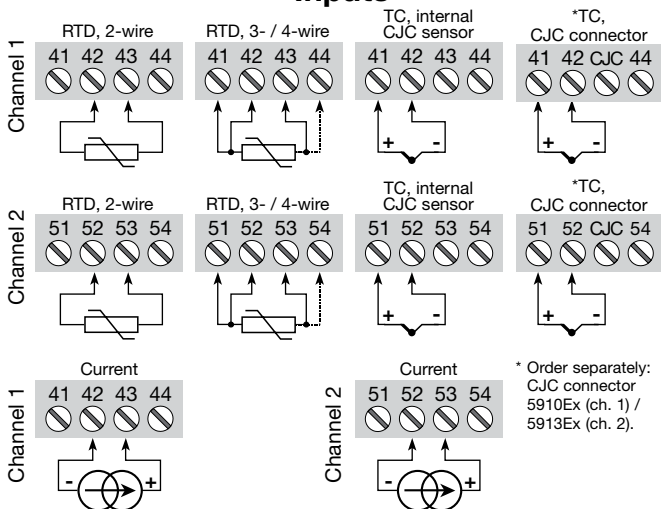 Inputs
Channel 1
RTD, 2-wire
41 42 43 44
RTD, 3- / 4-wire
41 42 43 44
TC, internal
CJC sensor
41 42 43 44
+ -
*TC,
CJC connector
41 42 CJC 44
+ -
Channel 2
RTD, 2-wire
51 52 53 54
RTD, 3- / 4-wire
51 52 53 54
TC, internal
CJC sensor
51 52 53 54
+ -
*TC,
CJC connector
51 52 CJC 54
+ -
Channel 1
Current
41 42 43 44
- +
Channel 2
Current
51 52 53 54
- +
* Order separately:
CJC connector
5910Ex (ch. 1) /
5913Ex (ch. 2).